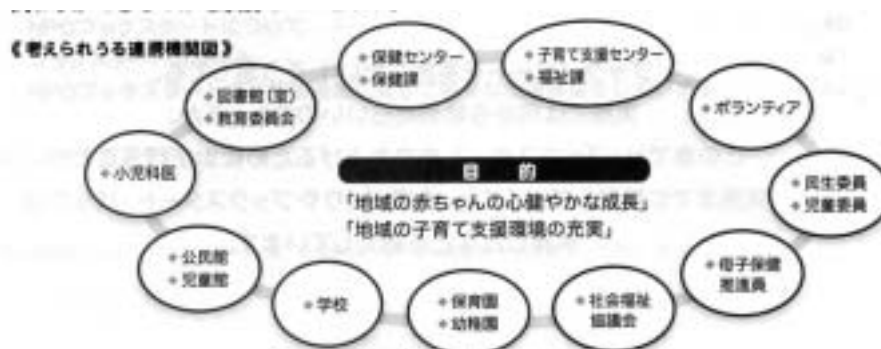 《考えられうる連携機関図》
＋保健センター
＋保健課
＋子育て支援センター
＋福祉課
＋図書館(室)
＋教育委員会
＋ボランティア
＋小児科医
目 的
「地域の赤ちゃんの心健やかな成長」
「地域の子育て支援環境の充実」
＋民生委員
＋児童委員
＋公民館
＋児童館
＋学校
＋保育園
＋幼稚園
＋社会福祉
協議会
＋母子保健
推進員